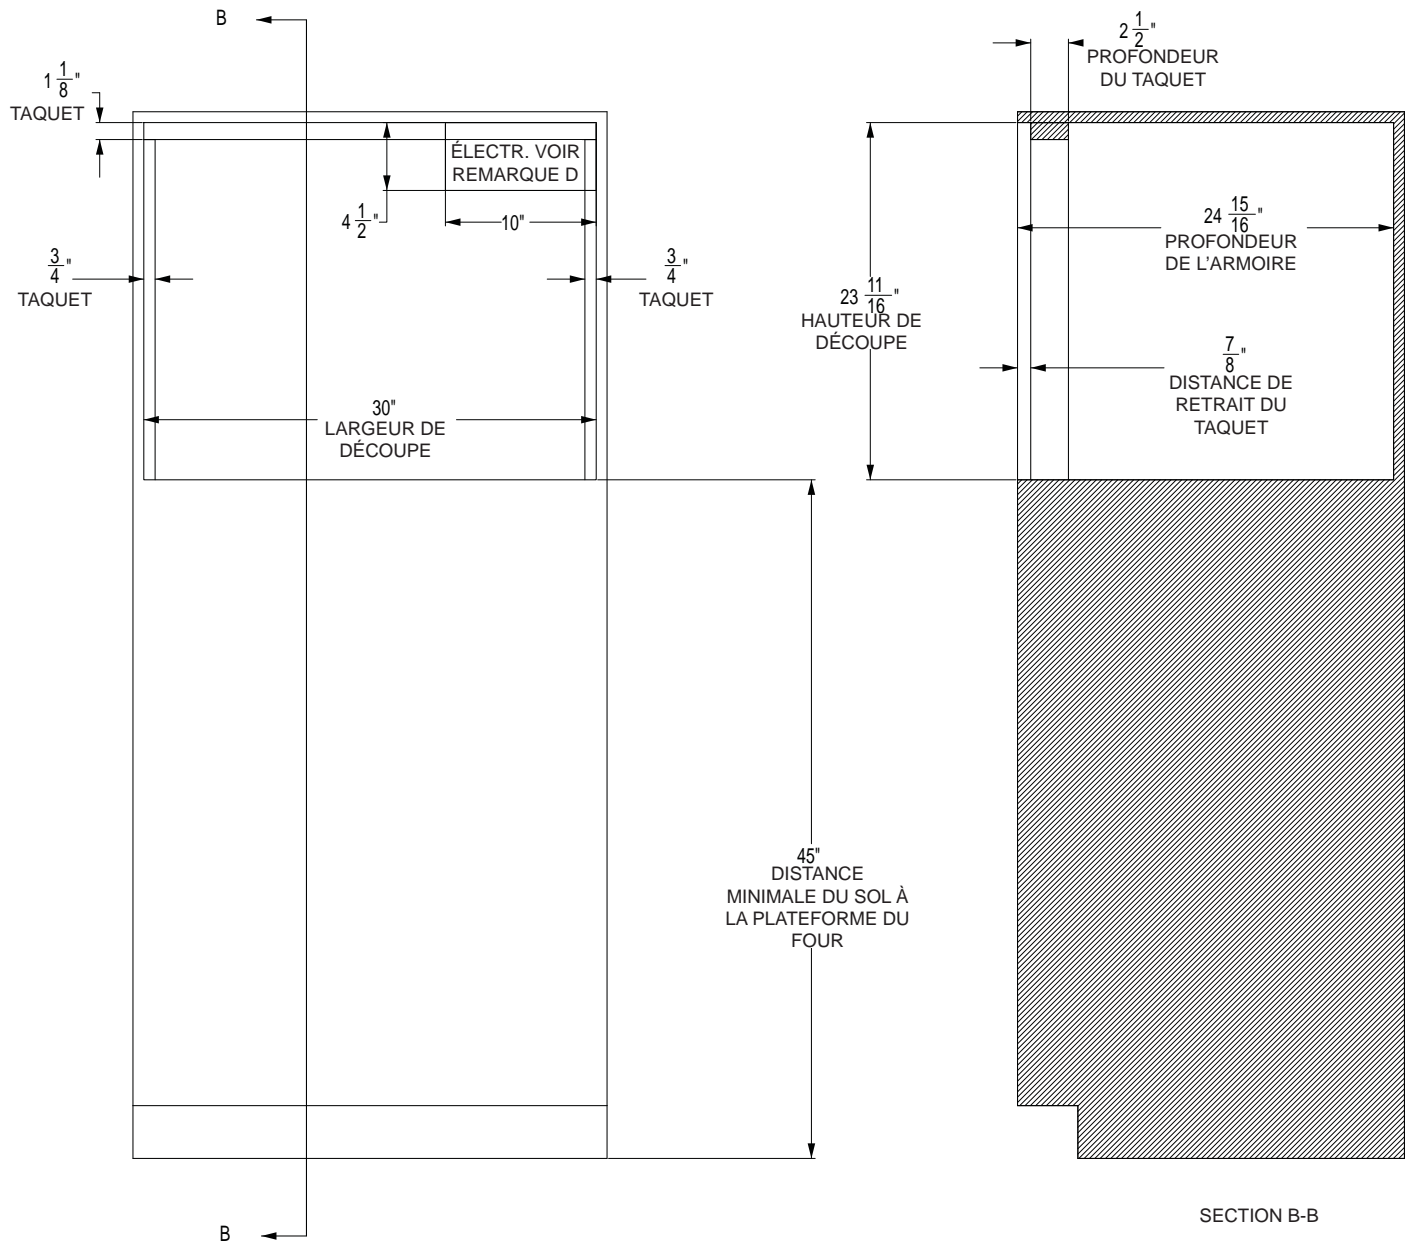 B
1 1/8"
TAQUET
ÉLECTR. VOIR
REMARQUE D
4 1/2"
10"
3/4"
TAQUET
3/4"
TAQUET
30"
LARGEUR DE
DÉCOUPE
45"
DISTANCE
MINIMALE DU SOL À
LA PLATEFORME DU
FOUR
B
2 1/2"
PROFONDEUR
DU TAQUET
24 15/16"
PROFONDEUR
DE L'ARMOIRE
23 11/16"
HAUTEUR DE
DÉCOUPE
7/8"
DISTANCE DE
RETRAIT DU
TAQUET
SECTION B-B